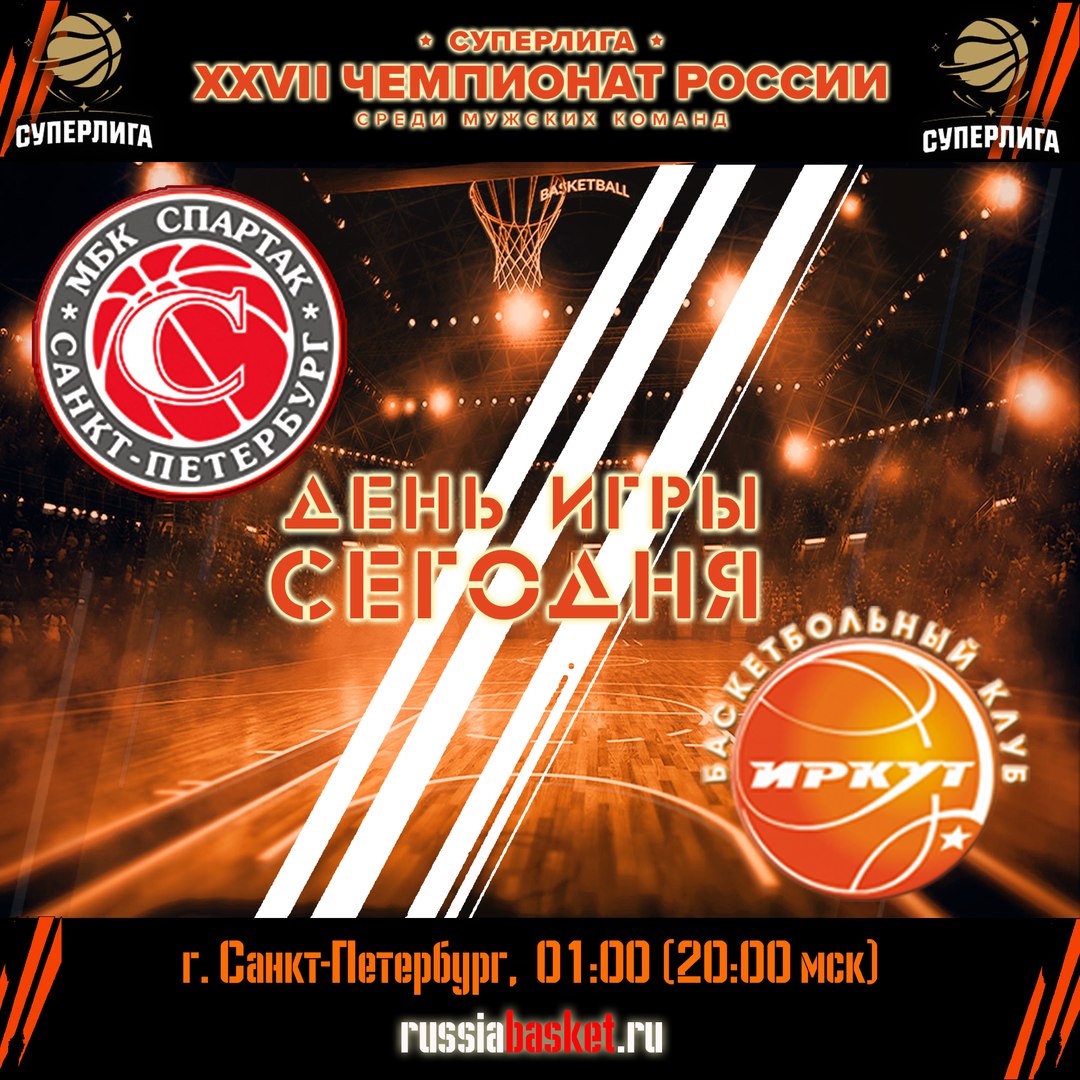 ★ СУПЕРЛИГА ★
XXVII ЧЕМПИОНАТ РОССИИ
СРЕДИ МУЖСКИХ КОМАНД
СУПЕРЛИГА
СУПЕРЛИГА
BASKETBALL
★ МБК СПАРТАК ★
САНКТ-ПЕТЕРБУРГ
С
ДЕНЬ ИГРЫ
СЕГОДНЯ
БАСКЕТБОЛЬНЫЙ КЛУБ
ИРКУТ
г. Санкт-Петербург, 01:00 (20:00 мск)
russiabasket.ru